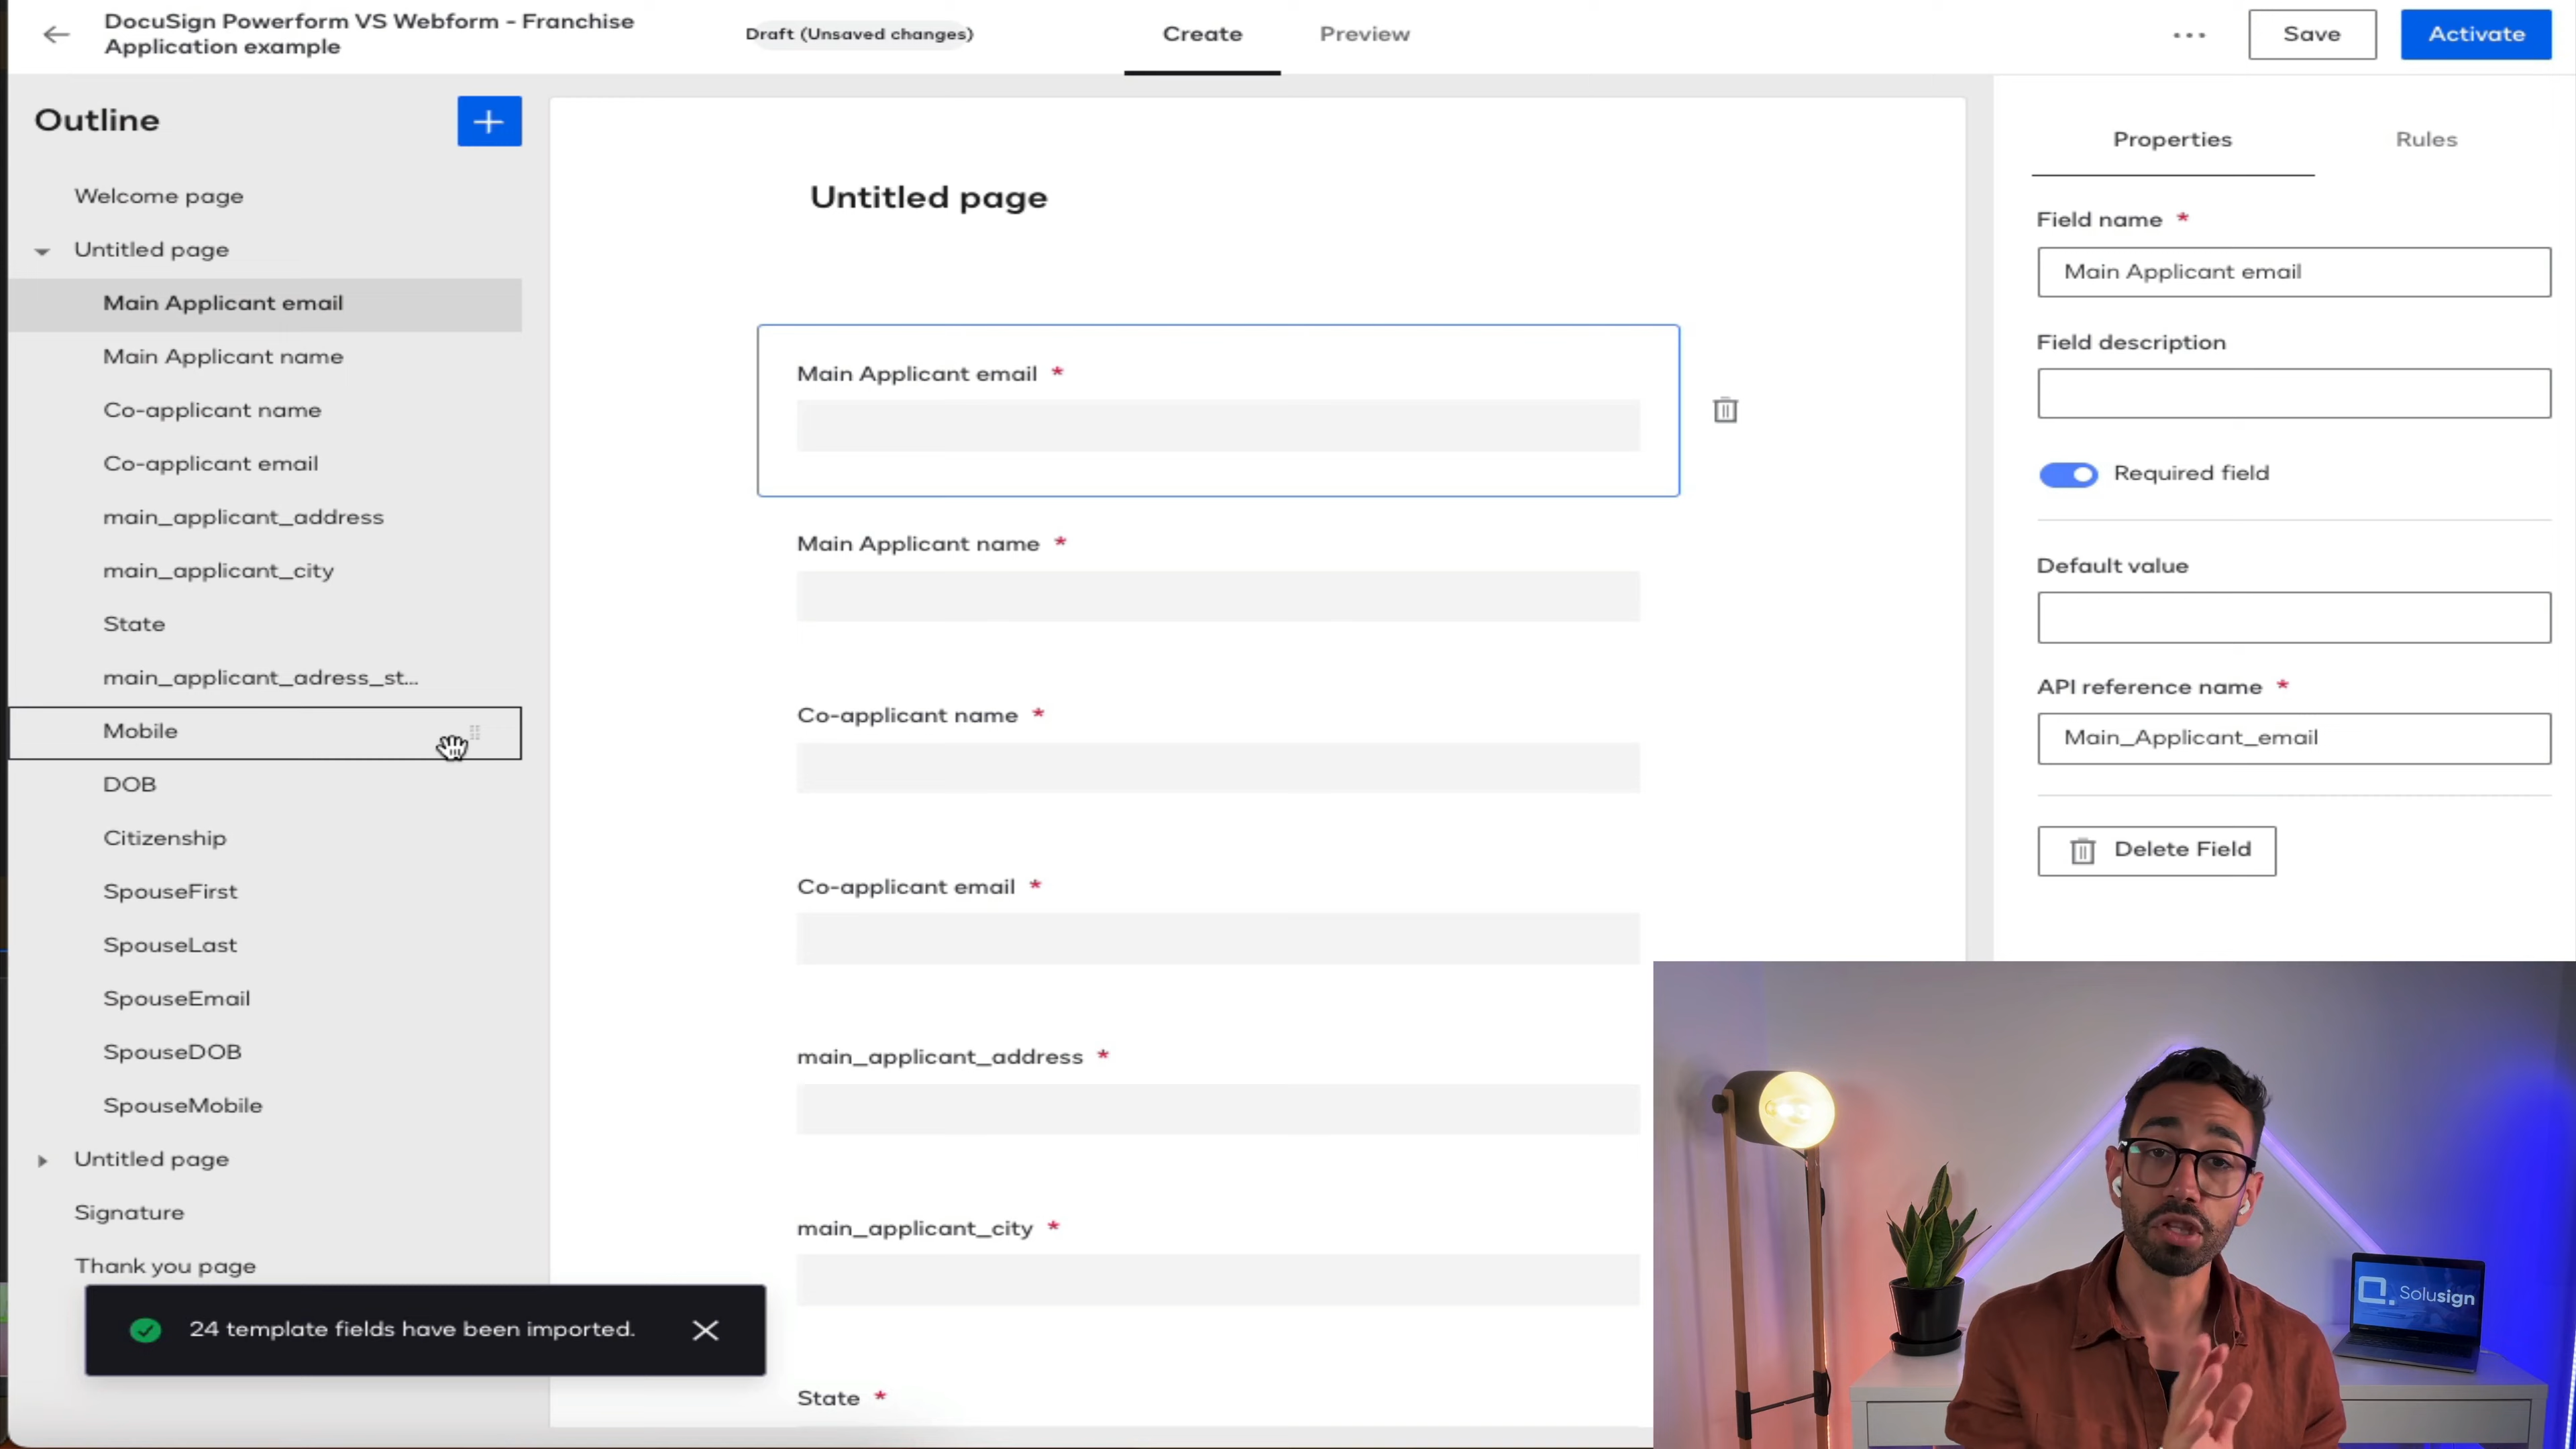 DocuSign Powerform VS Webform - Franchise
Application example
Draft (Unsaved changes)
Create
Preview
Save
Activate
Outline
Welcome page
Untitled page
Main Applicant email
Main Applicant name
Co-applicant name
Co-applicant email
main_applicant_address
main_applicant_city
State
main_applicant_adress_st...
Mobile
DOB
Citizenship
SpouseFirst
SpouseLast
SpouseEmail
SpouseDOB
SpouseMobile
Untitled page
Signature
Thank you page
24 template fields have been imported.
Untitled page
Main Applicant email *
Main Applicant name *
Co-applicant name *
Co-applicant email *
main_applicant_address *
main_applicant_city *
State *
Properties
Rules
Field name *
Main Applicant email
Field description
Required field
Default value
API reference name *
Main_Applicant_email
Delete Field
Solusign